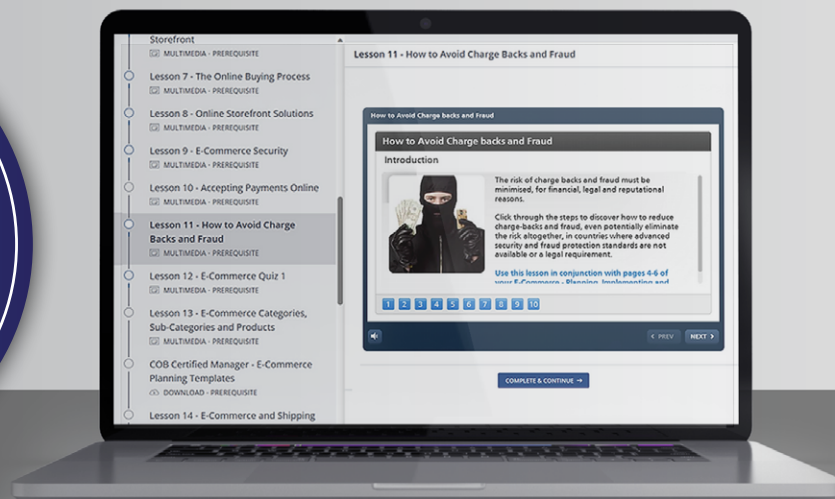 Storefront
MULTIMEDIA - PREREQUISITE
Lesson 7 - The Online Buying Process
MULTIMEDIA - PREREQUISITE
Lesson 8 - Online Storefront Solutions
MULTIMEDIA - PREREQUISITE
Lesson 9 - E-Commerce Security
MULTIMEDIA - PREREQUISITE
Lesson 10 - Accepting Payments Online
MULTIMEDIA - PREREQUISITE
Lesson 11 - How to Avoid Charge
Backs and Fraud
MULTIMEDIA - PREREQUISITE
Lesson 12 - E-Commerce Quiz 1
MULTIMEDIA - PREREQUISITE
Lesson 13 - E-Commerce Categories,
Sub-Categories and Products
MULTIMEDIA - PREREQUISITE
COB Certified Manager - E-Commerce
Planning Templates
DOWNLOAD - PREREQUISITE
Lesson 14 - E-Commerce and Shipping
Lesson 11 - How to Avoid Charge Backs and Fraud
How to Avoid Charge backs and Fraud
How to Avoid Charge backs and Fraud
Introduction
The risk of charge backs and fraud must be
minimised, for financial, legal and reputational
reasons.
Click through the steps to discover how to reduce
charge-backs and fraud, even potentially eliminate
the risk altogether, in countries where advanced
security and fraud protection standards are not
available or a legal requirement.
Use this lesson in conjunction with pages 4-6 of
your E-Commerce - Planning, Implementing and
1 2 3 4 5 6 7 8 9 10
< PREV NEXT >
COMPLETE & CONTINUE →